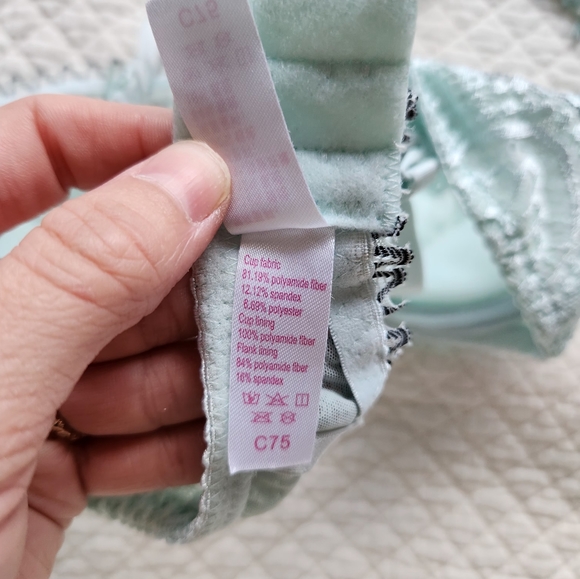 C75
Cup fabric
81.19% polyamide fiber
12.12% spandex
6.69% polyester
Cup lining
100% polyamide fiber
Flank lining
84% polyamide fiber
16% spandex
C75